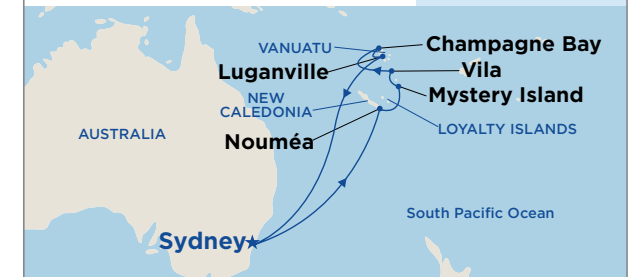 VANUATU
Champagne Bay
Luganville
Vila
Mystery Island
NEW
CALEDONIA
LOYALTY ISLANDS
AUSTRALIA
Nouméa
South Pacific Ocean
Sydney